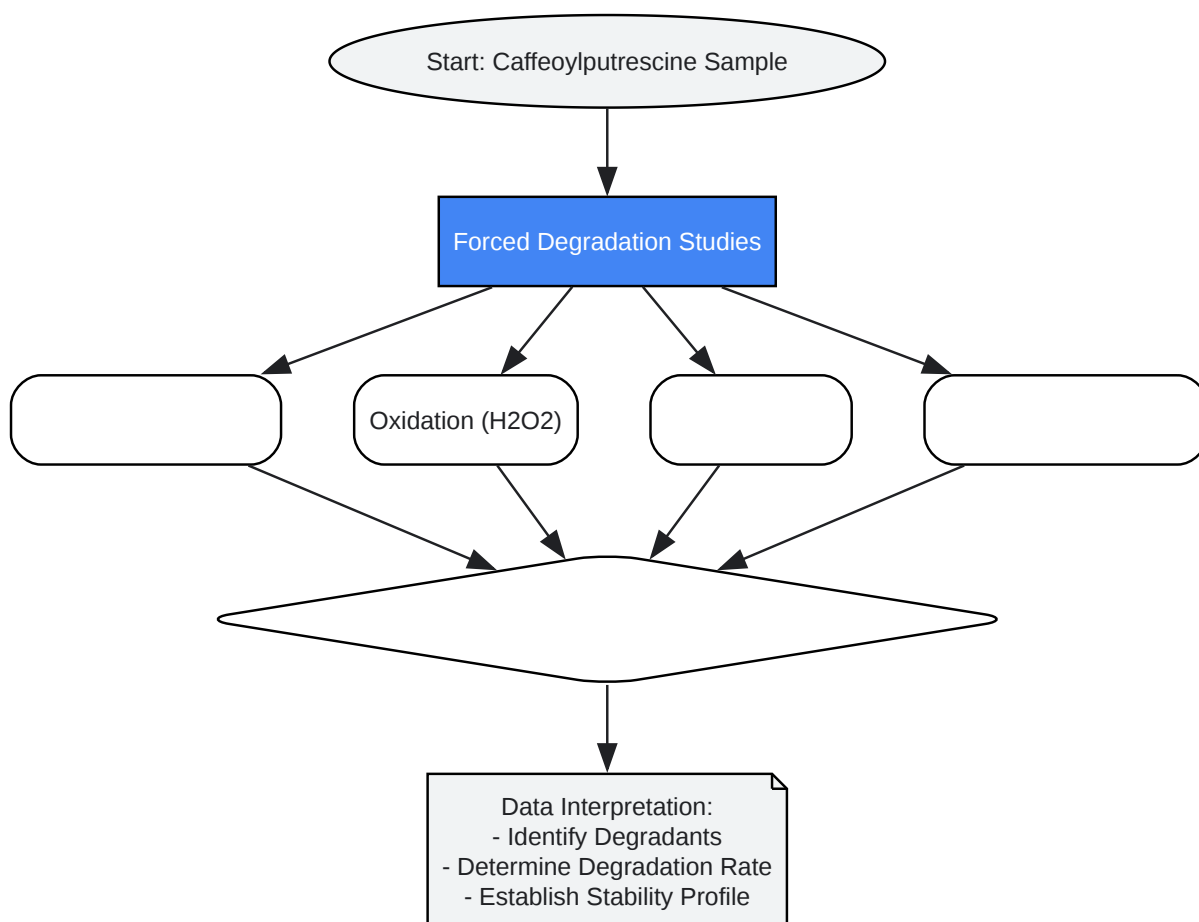 Start: Caffeoylputrescine Sample
Forced Degradation Studies
Oxidation (H2O2)
Data Interpretation:
- Identify Degradants
- Determine Degradation Rate
- Establish Stability Profile